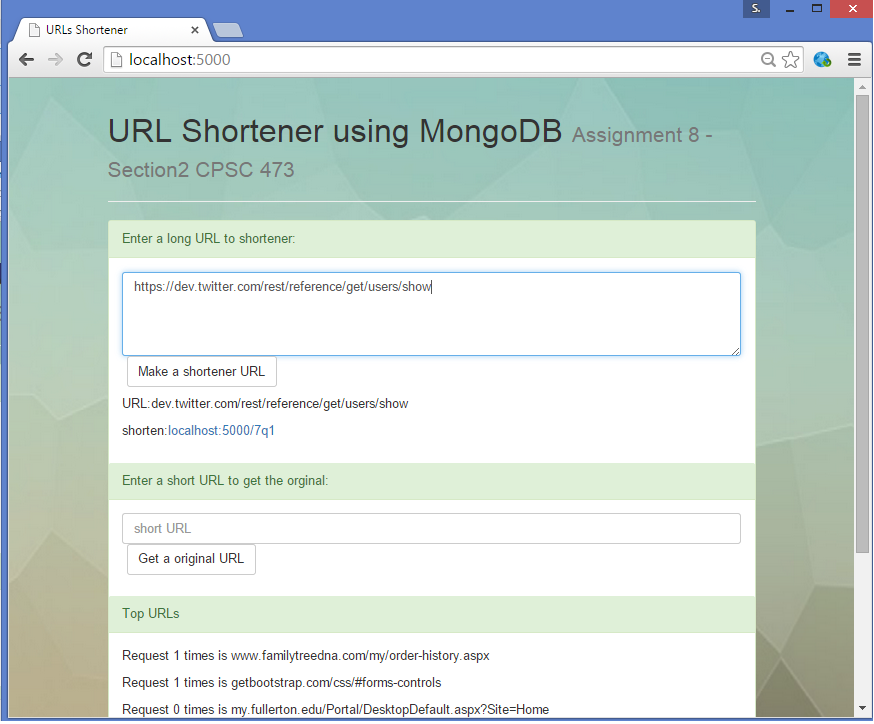 S.
URLs Shortener
localhost:5000
URL Shortener using MongoDB Assignment 8 -
Section2 CPSC 473
Enter a long URL to shortener:
https://dev.twitter.com/rest/reference/get/users/show
Make a shortener URL
URL:dev.twitter.com/rest/reference/get/users/show
shorten:localhost:5000/7q1
Enter a short URL to get the orginal:
short URL
Get a original URL
Top URLs
Request 1 times is www.familytreedna.com/my/order-history.aspx
Request 1 times is getbootstrap.com/css/#forms-controls
Request 0 times is my.fullerton.edu/Portal/DesktopDefault.aspx?Site=Home